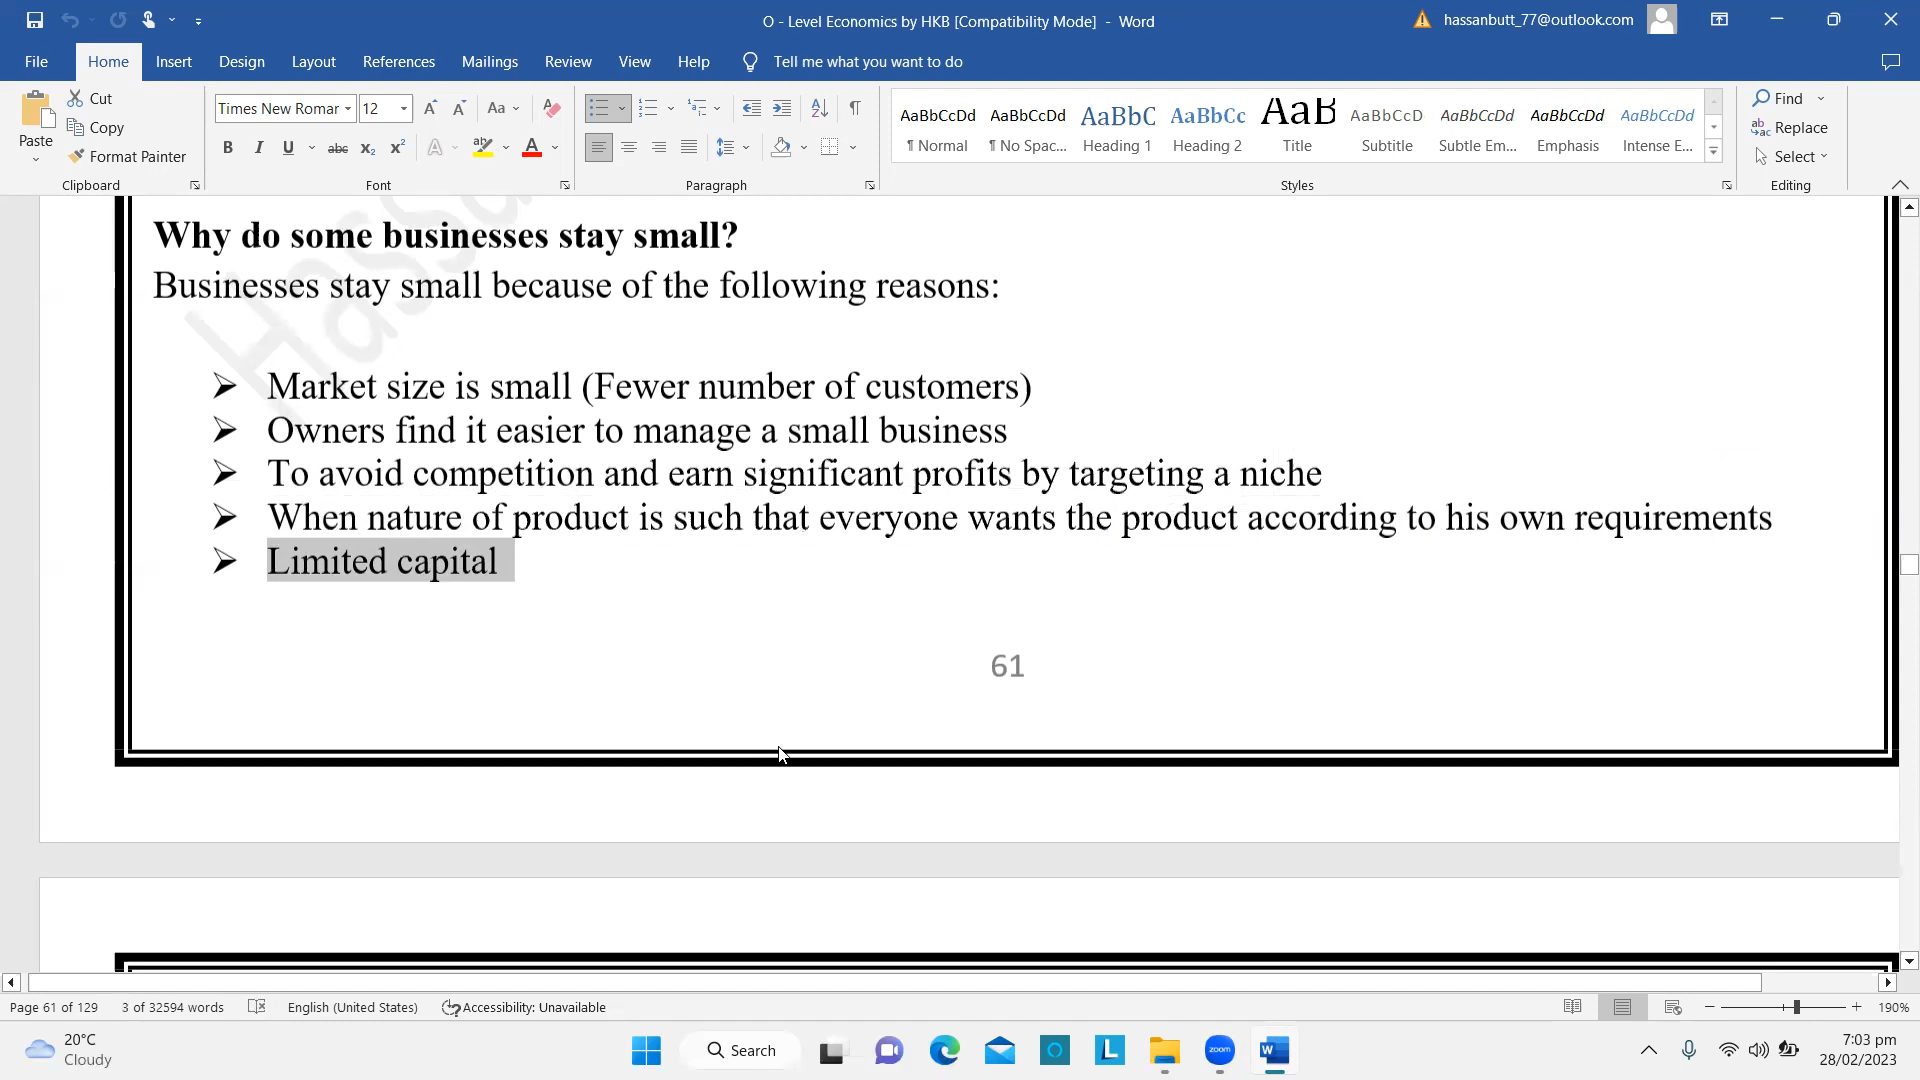 O - Level Economics by HKB [Compatibility Mode] - Word
hassanbutt_77@outlook.com
File Home Insert Design Layout References Mailings Review View Help Tell me what you want to do
Paste
Cut
Copy
Format Painter
Clipboard
Times New Roman 12
Font
Paragraph
AaBbCcDd AaBbCcDd AaBbC AaBbCc AaB AaBbCcD AaBbCcDd AaBbCcDd AaBbCcDd
¶ Normal ¶ No Spac... Heading 1 Heading 2 Title Subtitle Subtle Em... Emphasis Intense E...
Styles
Find
Replace
Select
Editing
Why do some businesses stay small?
Businesses stay small because of the following reasons:
➢ Market size is small (Fewer number of customers)
➢ Owners find it easier to manage a small business
➢ To avoid competition and earn significant profits by targeting a niche
➢ When nature of product is such that everyone wants the product according to his own requirements
➢ Limited capital
61
Page 61 of 129 3 of 32594 words English (United States) Accessibility: Unavailable 190%
20°C
Cloudy
Search
zoom
7:03 pm
28/02/2023